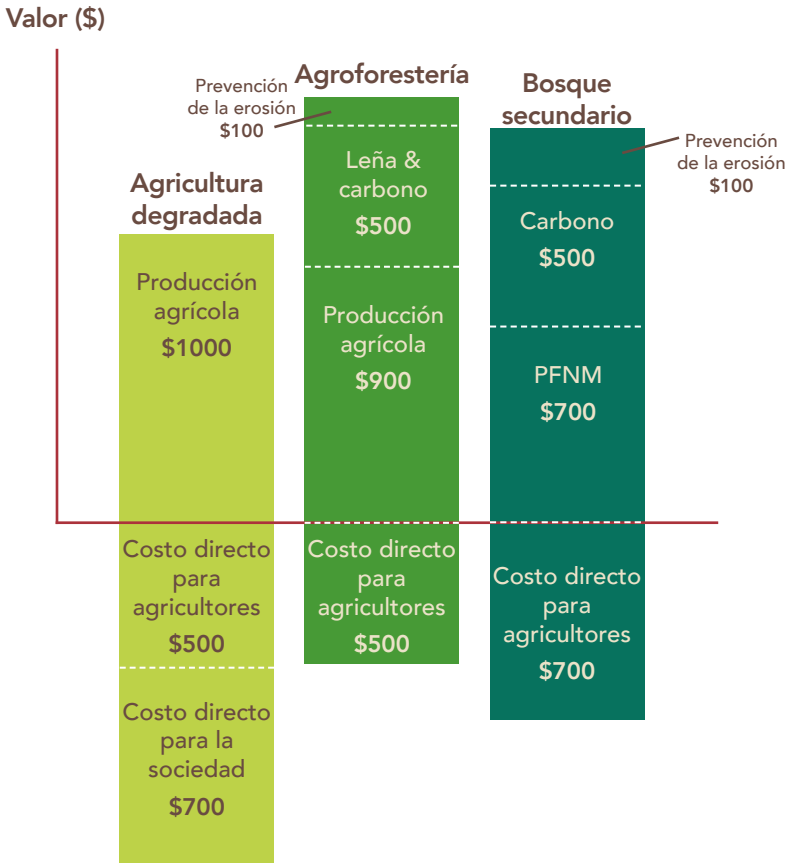 Valor ($)
Agricultura
degradada
Producción
agrícola
$1000
Costo directo
para
agricultores
$500
Costo directo
para la
sociedad
$700
Agroforestería
Prevención
de la erosión
$100
Leña &
carbono
$500
Producción
agrícola
$900
Costo directo
para
agricultores
$500
Bosque
secundario
Prevención
de la erosión
$100
Carbono
$500
PFNM
$700
Costo directo
para
agricultores
$700